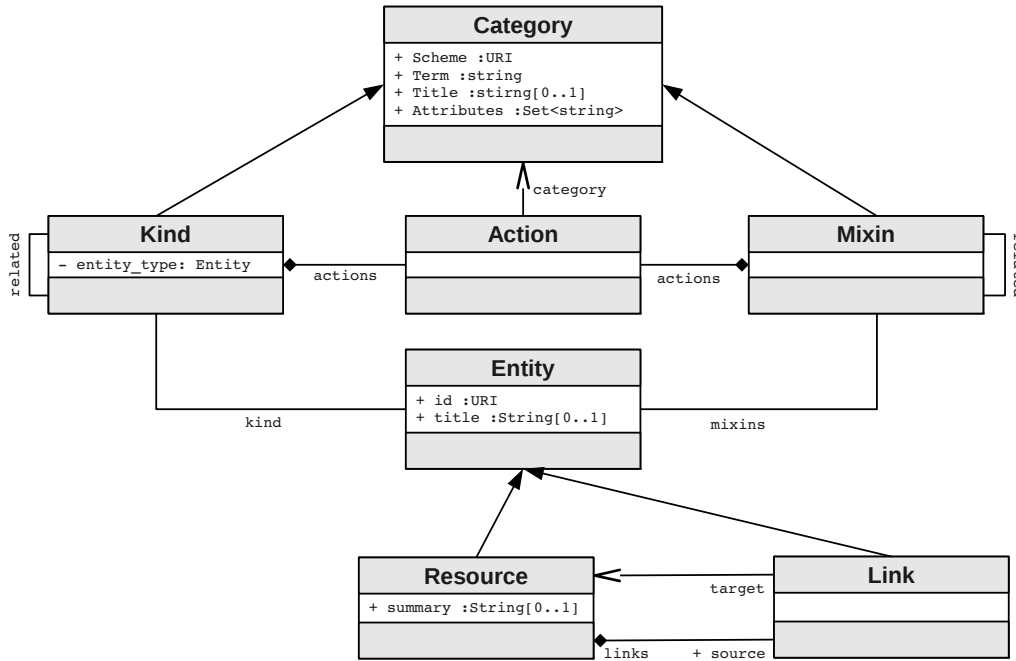 Category
+ Scheme :URI
+ Term :string
+ Title :stirng[0..1]
+ Attributes :Set<string>
category
Kind
- entity_type: Entity
related
actions
Action
actions
Mixin
kind
Entity
+ id :URI
+ title :String[0..1]
mixins
Resource
+ summary :String[0..1]
target
Link
links
+ source